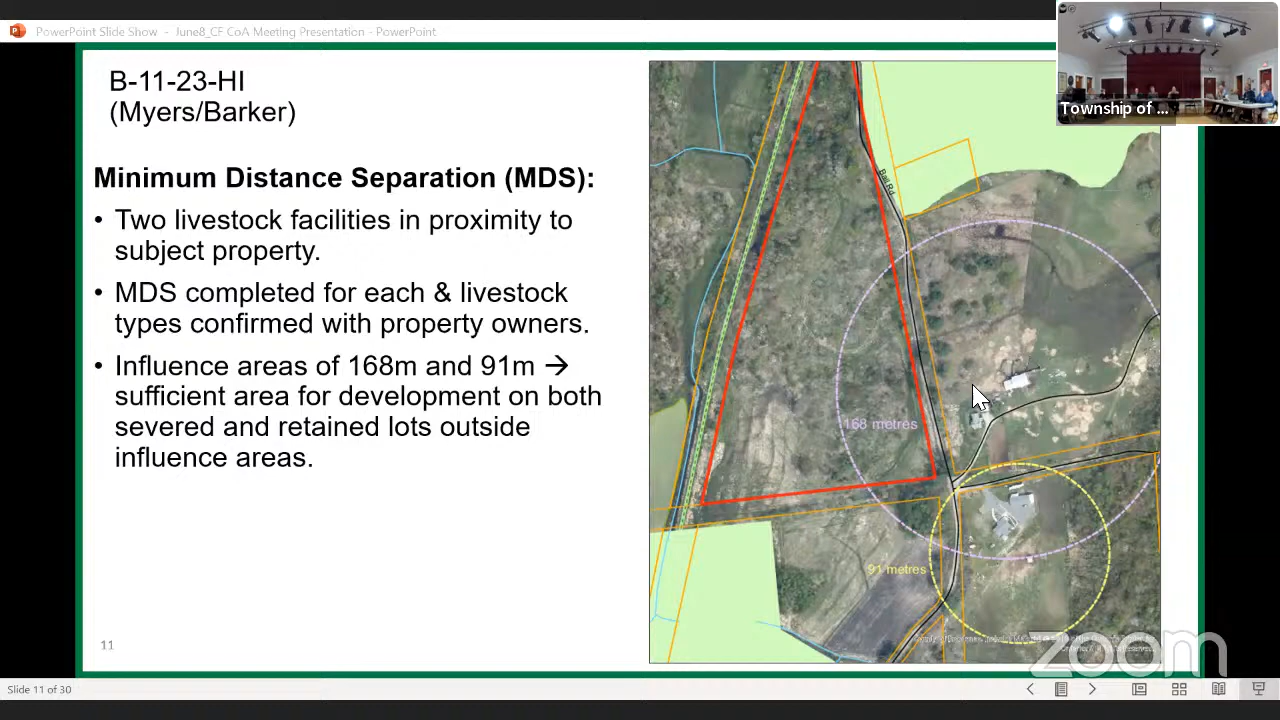 PowerPoint Slide Show - June8_CF CoA Meeting Presentation - PowerPoint
Township of ...
B-11-23-HI
(Myers/Barker)
Minimum Distance Separation (MDS):
• Two livestock facilities in proximity to
subject property.
• MDS completed for each & livestock
types confirmed with property owners.
• Influence areas of 168m and 91m →
sufficient area for development on both
severed and retained lots outside
influence areas.
Ball Rd
168 metres
91 metres
11
zoom
Slide 11 of 30